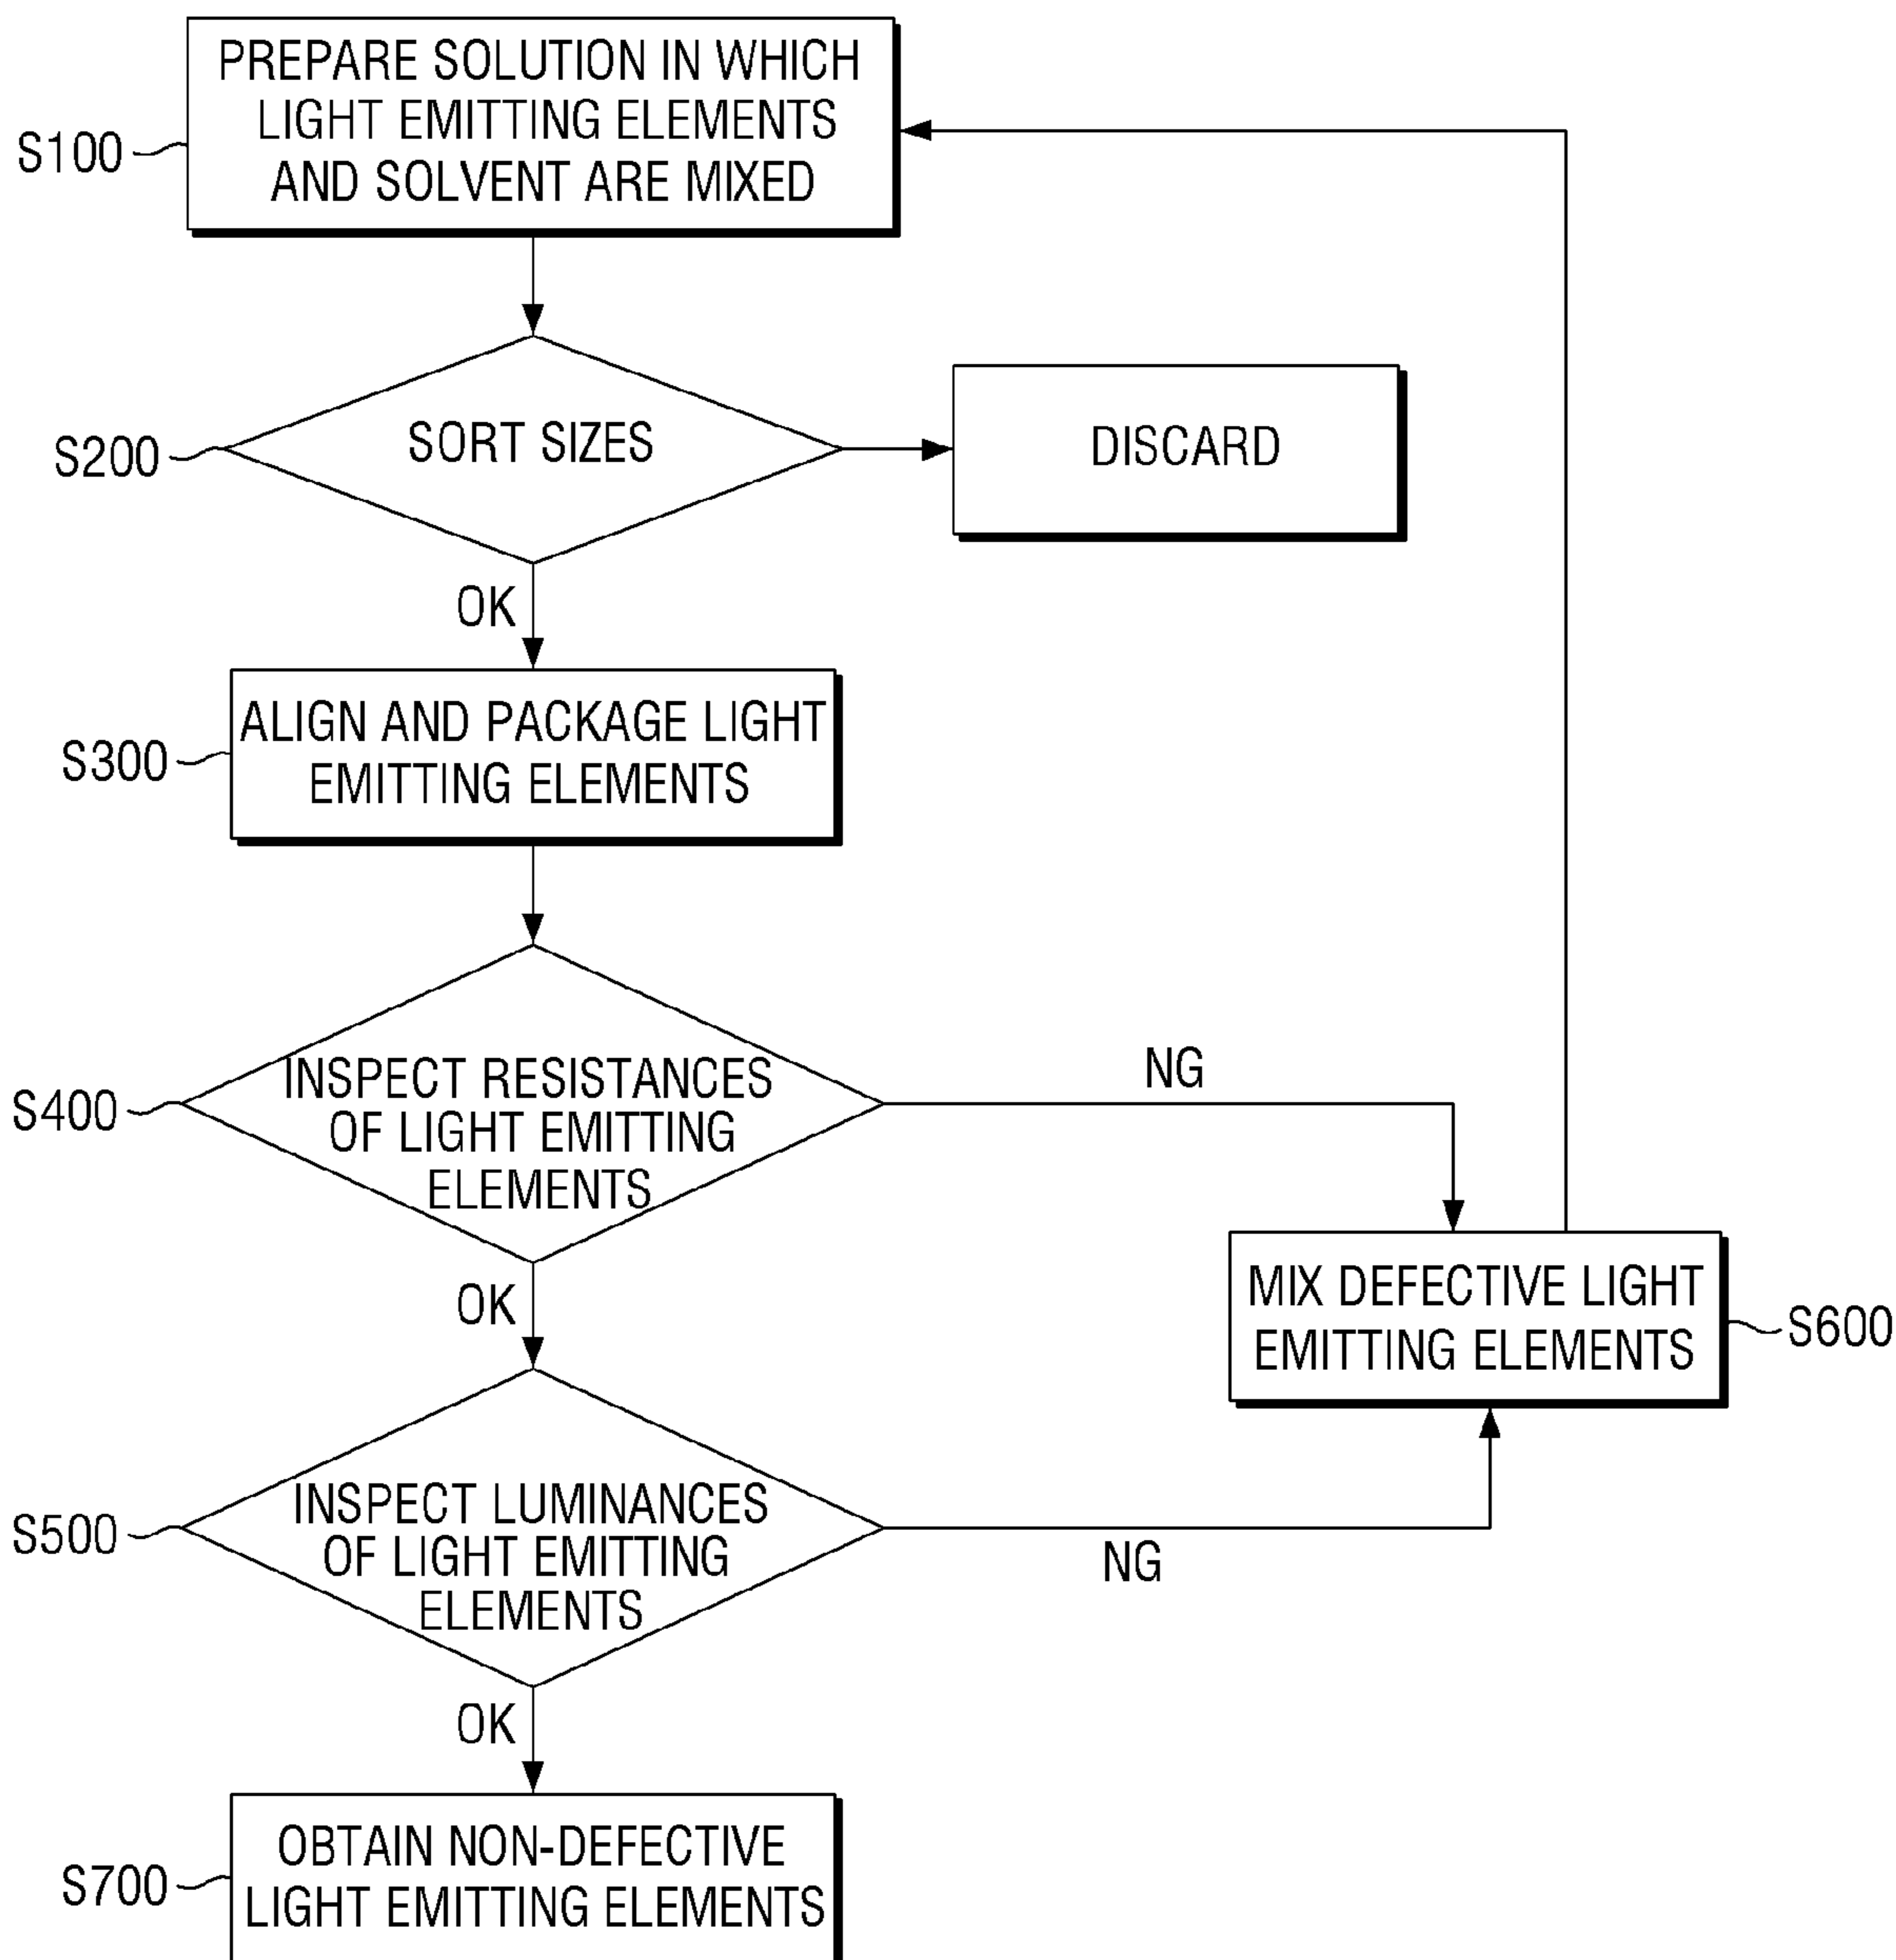 PREPARE SOLUTION IN WHICH
LIGHT EMITTING ELEMENTS
AND SOLVENT ARE MIXED
S100
SORT SIZES
S200
DISCARD
OK
ALIGN AND PACKAGE LIGHT
EMITTING ELEMENTS
S300
INSPECT RESISTANCES
OF LIGHT EMITTING
ELEMENTS
S400
NG
OK
MIX DEFECTIVE LIGHT
EMITTING ELEMENTS
S600
INSPECT LUMINANCES
OF LIGHT EMITTING
ELEMENTS
S500
NG
OK
OBTAIN NON-DEFECTIVE
LIGHT EMITTING ELEMENTS
S700